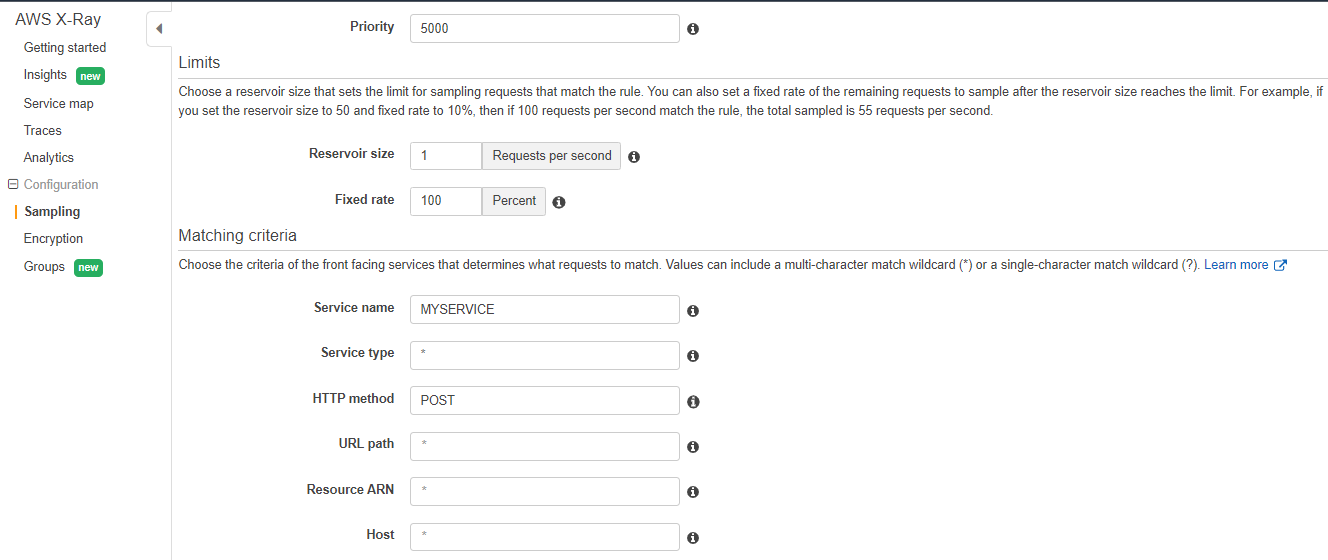 AWS X-Ray
Getting started
Insights new
Service map
Traces
Analytics
Configuration
Sampling
Encryption
Groups new
Priority 5000
Limits
Choose a reservoir size that sets the limit for sampling requests that match the rule. You can also set a fixed rate of the remaining requests to sample after the reservoir size reaches the limit. For example, if
you set the reservoir size to 50 and fixed rate to 10%, then if 100 requests per second match the rule, the total sampled is 55 requests per second.
Reservoir size 1 Requests per second
Fixed rate 100 Percent
Matching criteria
Choose the criteria of the front facing services that determines what requests to match. Values can include a multi-character match wildcard (*) or a single-character match wildcard (?). Learn more
Service name MYSERVICE
Service type *
HTTP method POST
URL path *
Resource ARN *
Host *